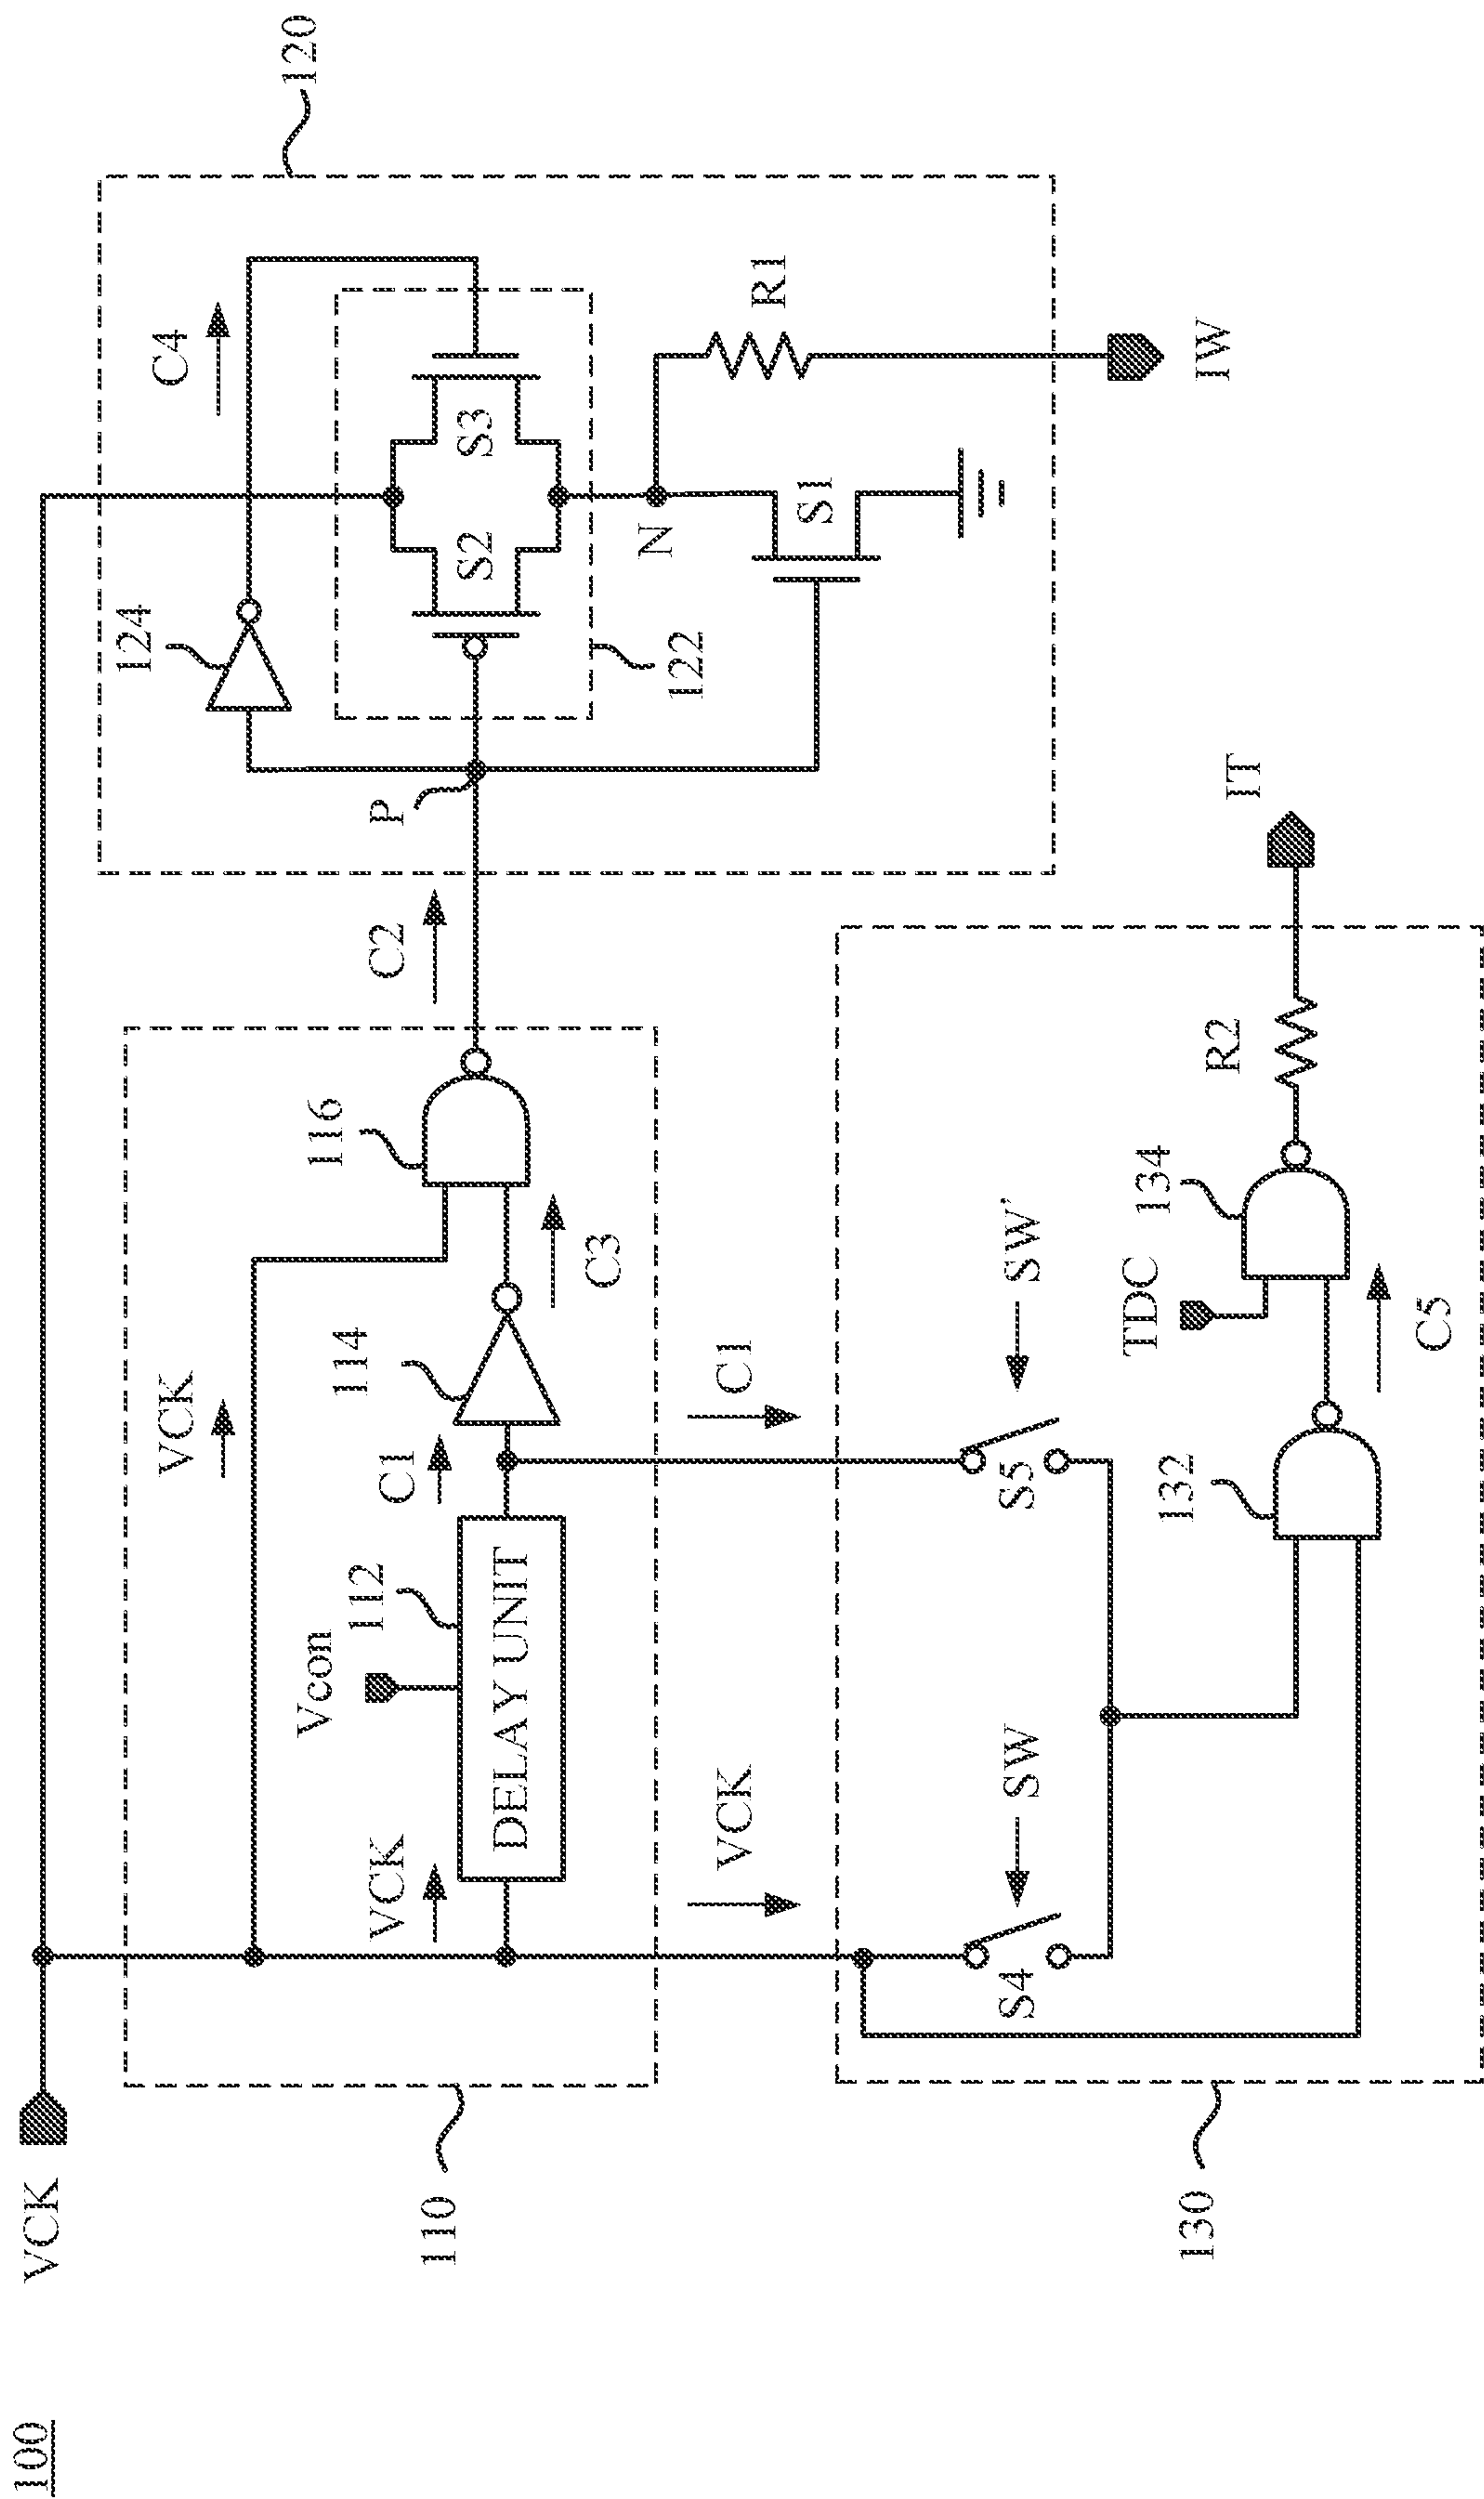 100
VCK
120
124
C4
VCK
C2
P
S2
S3
122
N
R1
S1
IW
116
Vcon
112
114
VCK
DELAY UNIT
C1
C3
110
VCK
C1
IT
S4
SW
S5
SW'
TDC
134
R2
132
C5
130